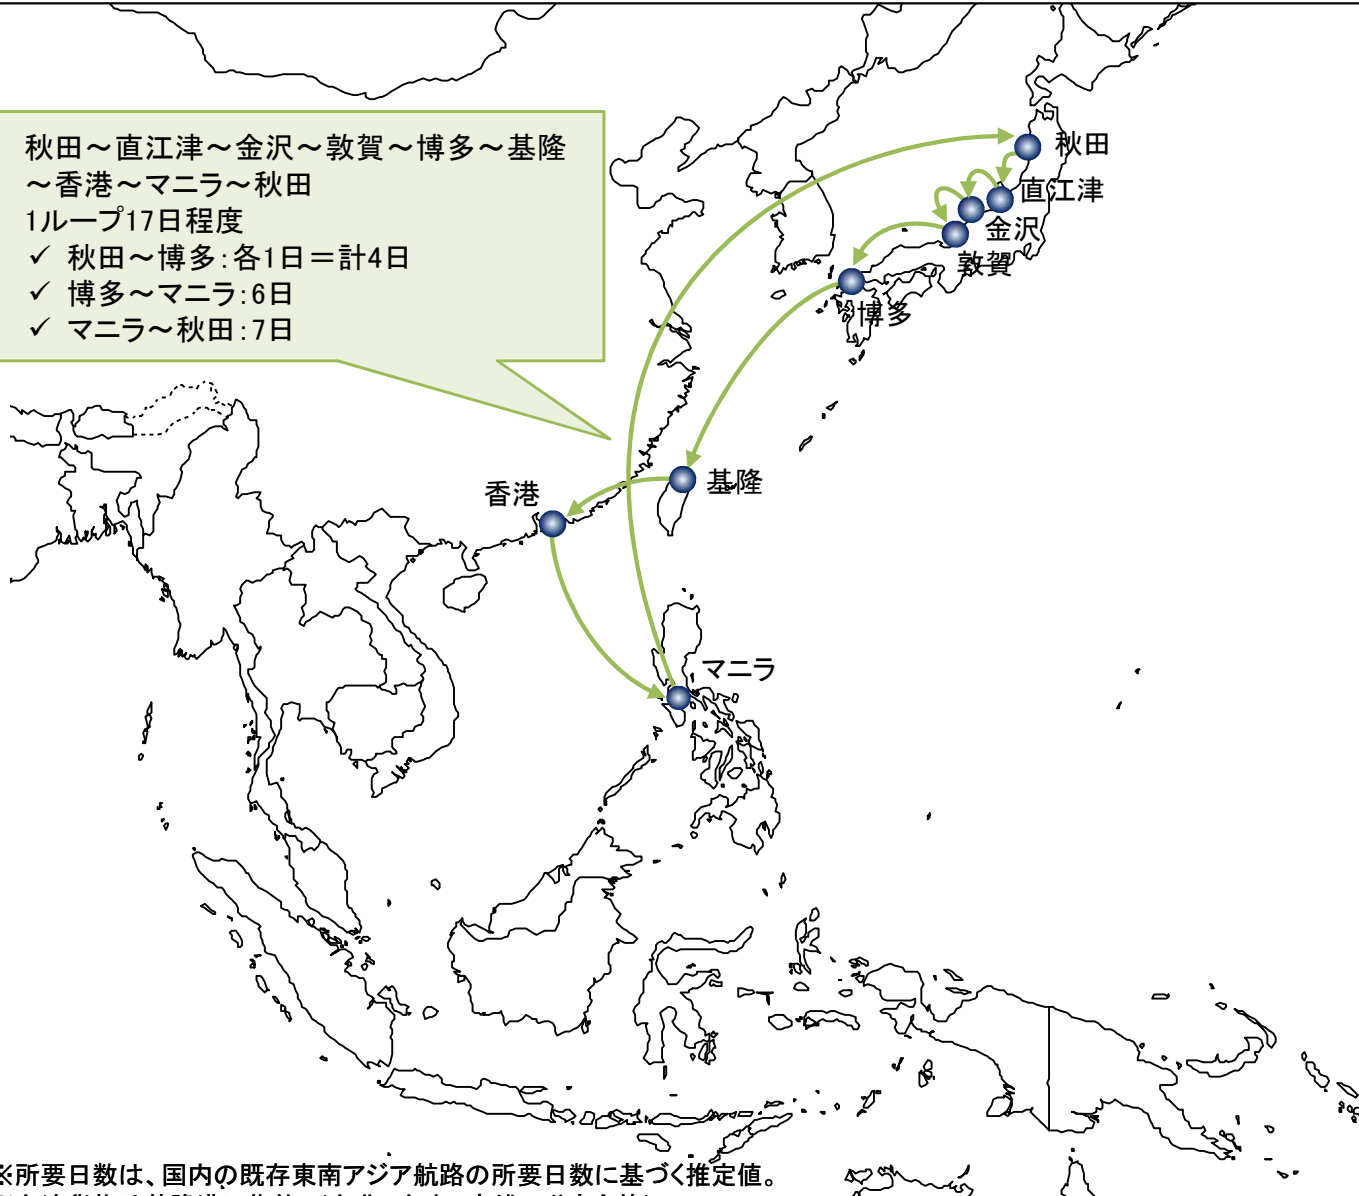 秋田～直江津～金沢～敦賀～博多～基隆
～香港～マニラ～秋田
1ループ17日程度
✓ 秋田～博多：各1日＝計4日
✓ 博多～マニラ：6日
✓ マニラ～秋田：7日
秋田
直江津
金沢
敦賀
博多
基隆
香港
マニラ
※所要日数は、国内の既存東南アジア航路の所要日数に基づく推定値。